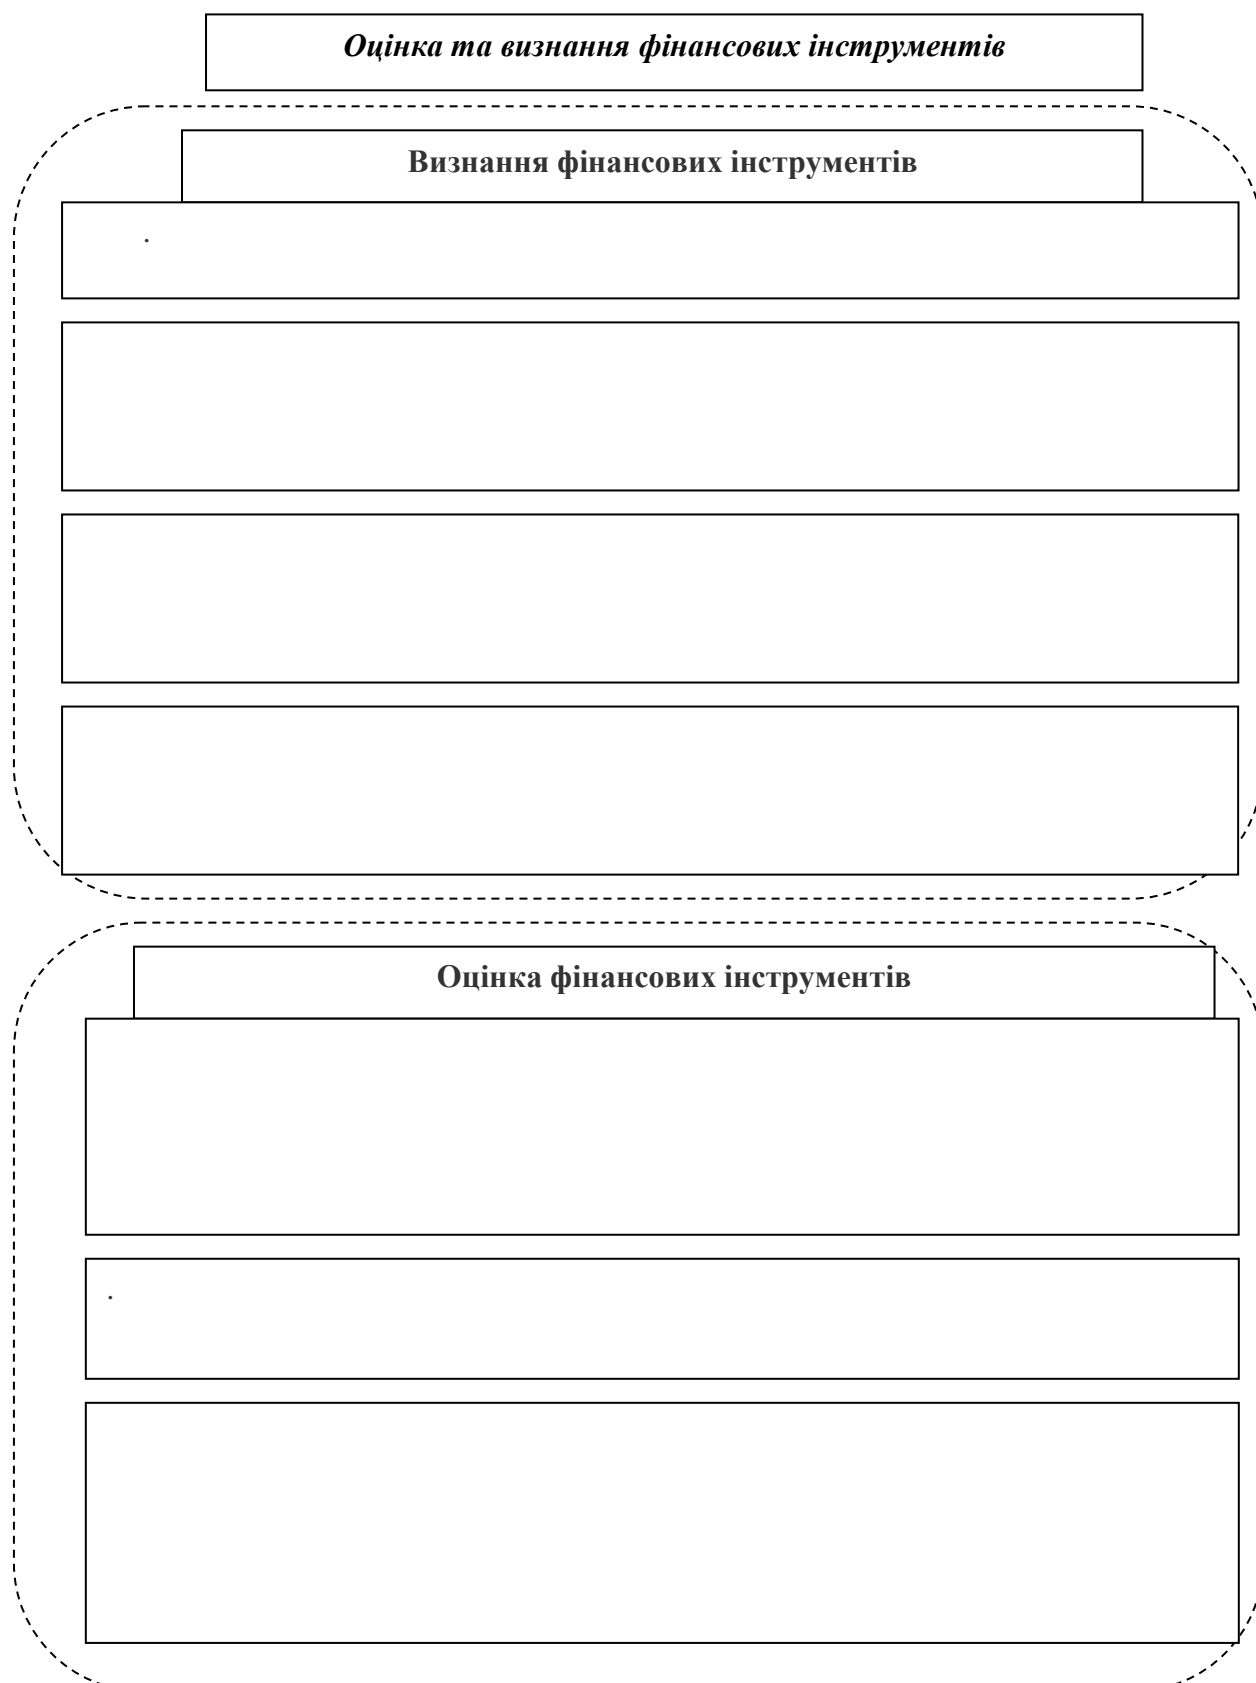 Оцінка та визнання фінансових інструментів
Визнання фінансових інструментів
.
Оцінка фінансових інструментів
.